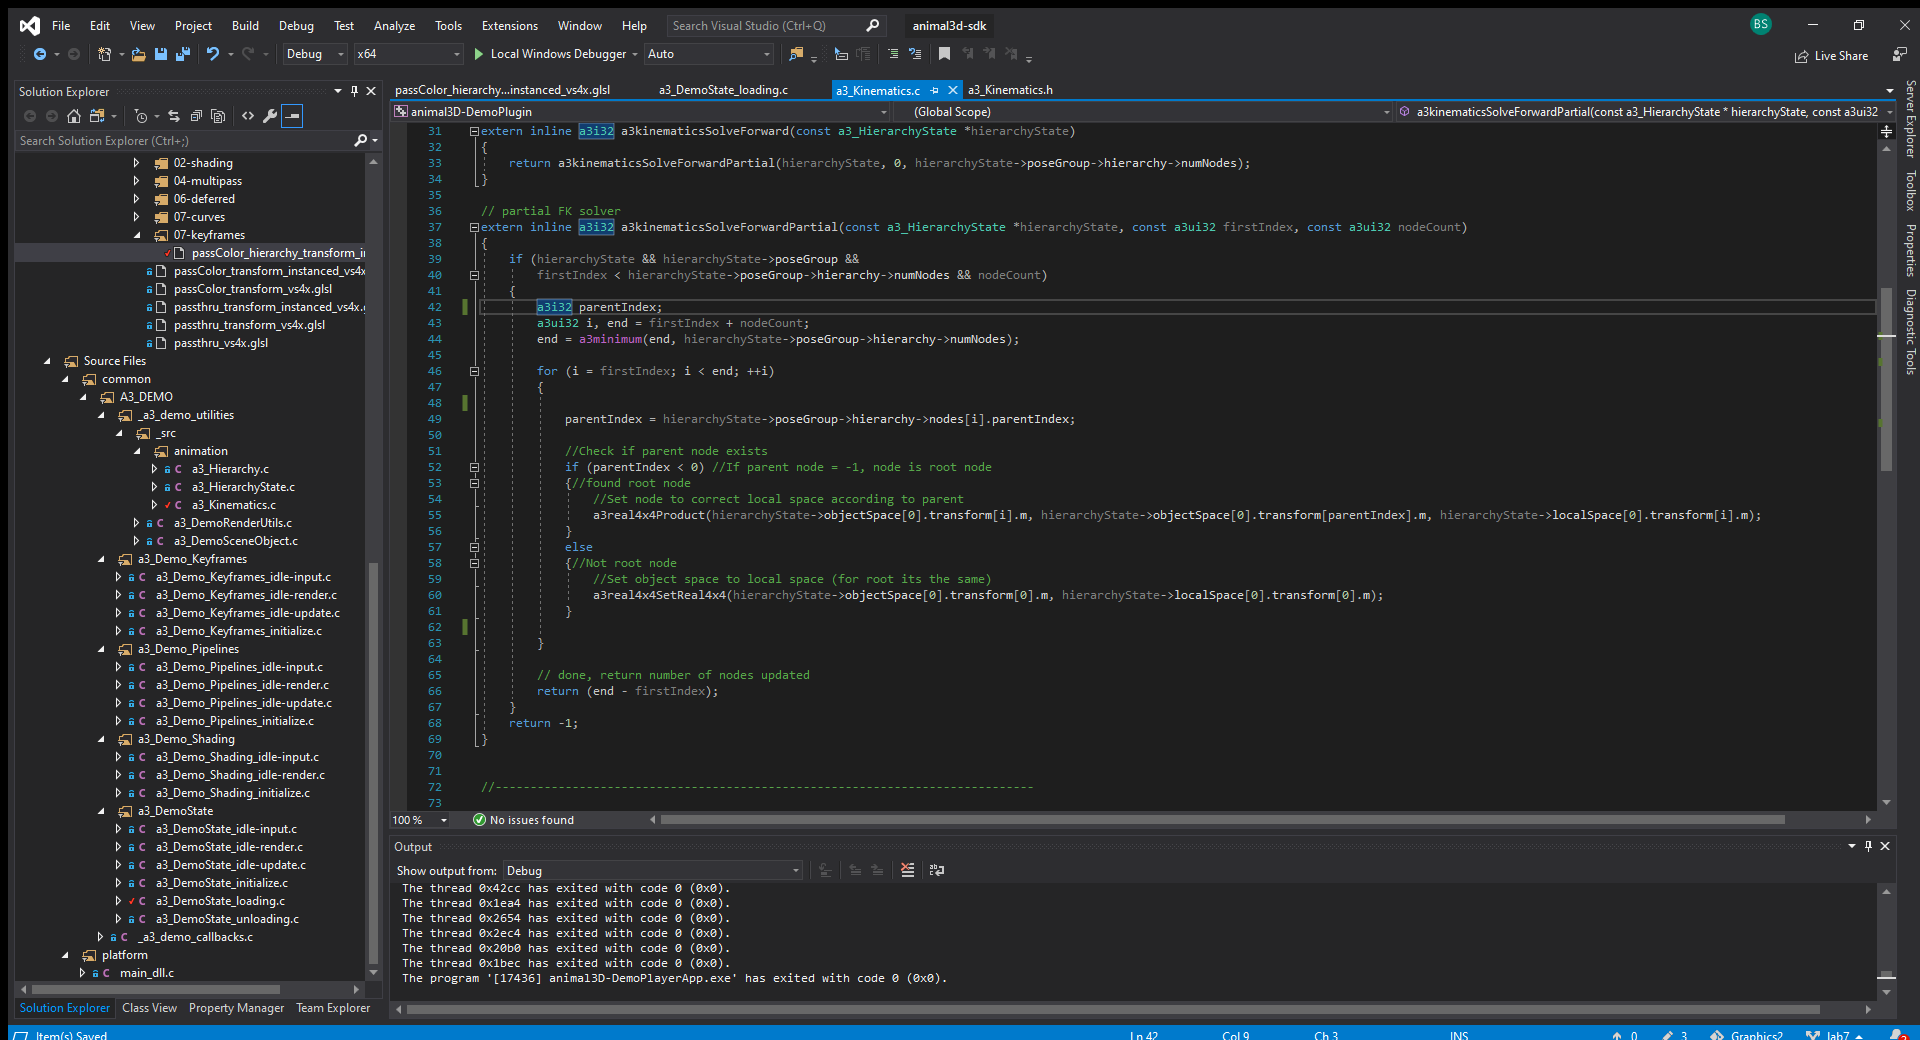 File Edit View Project Build Debug Test Analyze Tools Extensions Window Help Search Visual Studio (Ctrl+Q) animal3d-sdk BS
Debug x64 Local Windows Debugger Auto Live Share
Solution Explorer
Search Solution Explorer (Ctrl+;)
02-shading
04-multipass
06-deferred
07-curves
07-keyframes
passColor_hierarchy_transform_i
passColor_transform_instanced_vs4x
passColor_transform_vs4x.glsl
passthru_transform_instanced_vs4x.
passthru_transform_vs4x.glsl
passthru_vs4x.glsl
Source Files
common
A3_DEMO
_a3_demo_utilities
_src
animation
a3_Hierarchy.c
a3_HierarchyState.c
a3_Kinematics.c
a3_DemoRenderUtils.c
a3_DemoSceneObject.c
a3_Demo_Keyframes
a3_Demo_Keyframes_idle-input.c
a3_Demo_Keyframes_idle-render.c
a3_Demo_Keyframes_idle-update.c
a3_Demo_Keyframes_initialize.c
a3_Demo_Pipelines
a3_Demo_Pipelines_idle-input.c
a3_Demo_Pipelines_idle-render.c
a3_Demo_Pipelines_idle-update.c
a3_Demo_Pipelines_initialize.c
a3_Demo_Shading
a3_Demo_Shading_idle-input.c
a3_Demo_Shading_idle-render.c
a3_Demo_Shading_initialize.c
a3_DemoState
a3_DemoState_idle-input.c
a3_DemoState_idle-render.c
a3_DemoState_idle-update.c
a3_DemoState_initialize.c
a3_DemoState_loading.c
a3_DemoState_unloading.c
_a3_demo_callbacks.c
platform
main_dll.c
Solution Explorer Class View Property Manager Team Explorer
passColor_hierarchy...instanced_vs4x.glsl a3_DemoState_loading.c a3_Kinematics.c a3_Kinematics.h
animal3D-DemoPlugin (Global Scope) a3kinematicsSolveForwardPartial(const a3_HierarchyState * hierarchyState, const a3ui32
31 extern inline a3i32 a3kinematicsSolveForward(const a3_HierarchyState *hierarchyState)
32 {
33 return a3kinematicsSolveForwardPartial(hierarchyState, 0, hierarchyState->poseGroup->hierarchy->numNodes);
34 }
35
36 // partial FK solver
37 extern inline a3i32 a3kinematicsSolveForwardPartial(const a3_HierarchyState *hierarchyState, const a3ui32 firstIndex, const a3ui32 nodeCount)
38 {
39 if (hierarchyState && hierarchyState->poseGroup &&
40 firstIndex < hierarchyState->poseGroup->hierarchy->numNodes && nodeCount)
41 {
42 a3i32 parentIndex;
43 a3ui32 i, end = firstIndex + nodeCount;
44 end = a3minimum(end, hierarchyState->poseGroup->hierarchy->numNodes);
45
46 for (i = firstIndex; i < end; ++i)
47 {
48
49 parentIndex = hierarchyState->poseGroup->hierarchy->nodes[i].parentIndex;
50
51 //Check if parent node exists
52 if (parentIndex < 0) //If parent node = -1, node is root node
53 {//found root node
54 //Set node to correct local space according to parent
55 a3real4x4Product(hierarchyState->objectSpace[0].transform[i].m, hierarchyState->objectSpace[0].transform[parentIndex].m, hierarchyState->localSpace[0].transform[i].m);
56 }
57 else
58 {//Not root node
59 //Set object space to local space (for root its the same)
60 a3real4x4SetReal4x4(hierarchyState->objectSpace[0].transform[0].m, hierarchyState->localSpace[0].transform[0].m);
61 }
62
63 }
64
65 // done, return number of nodes updated
66 return (end - firstIndex);
67 }
68 return -1;
69 }
70
71
72 //-----------------------------------------------------------------------------
73
100 % No issues found
Output
Show output from: Debug
The thread 0x42cc has exited with code 0 (0x0).
The thread 0x1ea4 has exited with code 0 (0x0).
The thread 0x2654 has exited with code 0 (0x0).
The thread 0x2ec4 has exited with code 0 (0x0).
The thread 0x20b0 has exited with code 0 (0x0).
The thread 0x1bec has exited with code 0 (0x0).
The program '[17436] animal3D-DemoPlayerApp.exe' has exited with code 0 (0x0).
Server Explorer
Toolbox
Properties
Diagnostic Tools
Item(s) Saved Ln 42 Col 9 Ch 3 INS 0 3 Graphics2 lab7